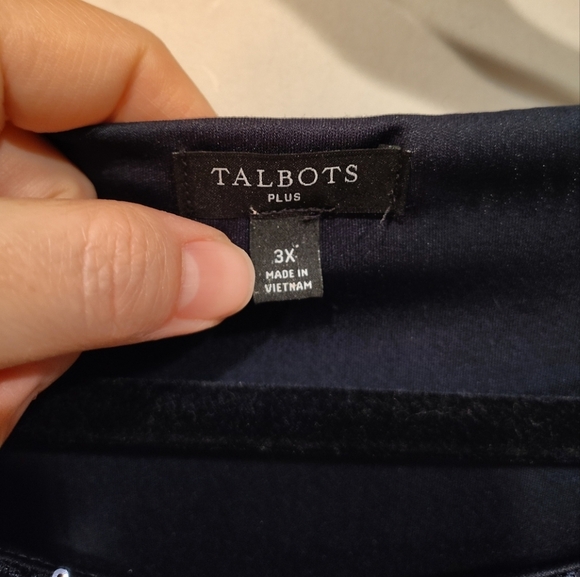 TALBOTS
PLUS
3X
MADE IN
VIETNAM